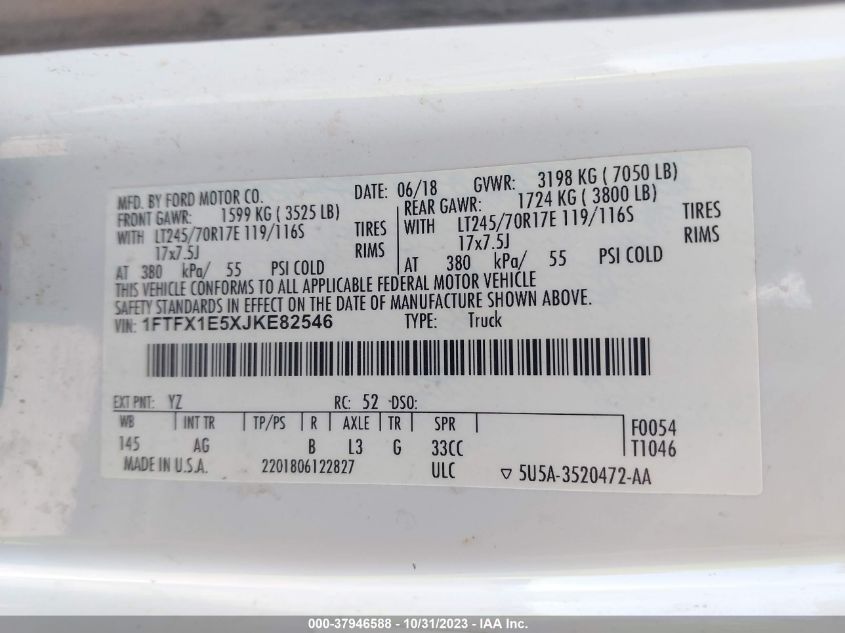 MFD. BY FORD MOTOR CO. DATE: 06/18 GVWR: 3198 KG ( 7050 LB)
FRONT GAWR: 1599 KG ( 3525 LB) REAR GAWR: 1724 KG ( 3800 LB)
WITH LT245/70R17E 119/116S TIRES WITH LT245/70R17E 119/116S TIRES
17x7.5J RIMS 17x7.5J RIMS
AT 380 kPa/ 55 PSI COLD AT 380 kPa/ 55 PSI COLD
THIS VEHICLE CONFORMS TO ALL APPLICABLE FEDERAL MOTOR VEHICLE
SAFETY STANDARDS IN EFFECT ON THE DATE OF MANUFACTURE SHOWN ABOVE.
VIN: 1FTFX1E5XJKE82546 TYPE: Truck
EXT PNT: YZ RC: 52 DSO:
WB INT TR TP/PS R AXLE TR SPR F0054
145 AG B L3 G 33CC T1046
MADE IN U.S.A. 2201806122827 ULC ▽ 5U5A-3520472-AA
000-37946588 - 10/31/2023 - IAA Inc.